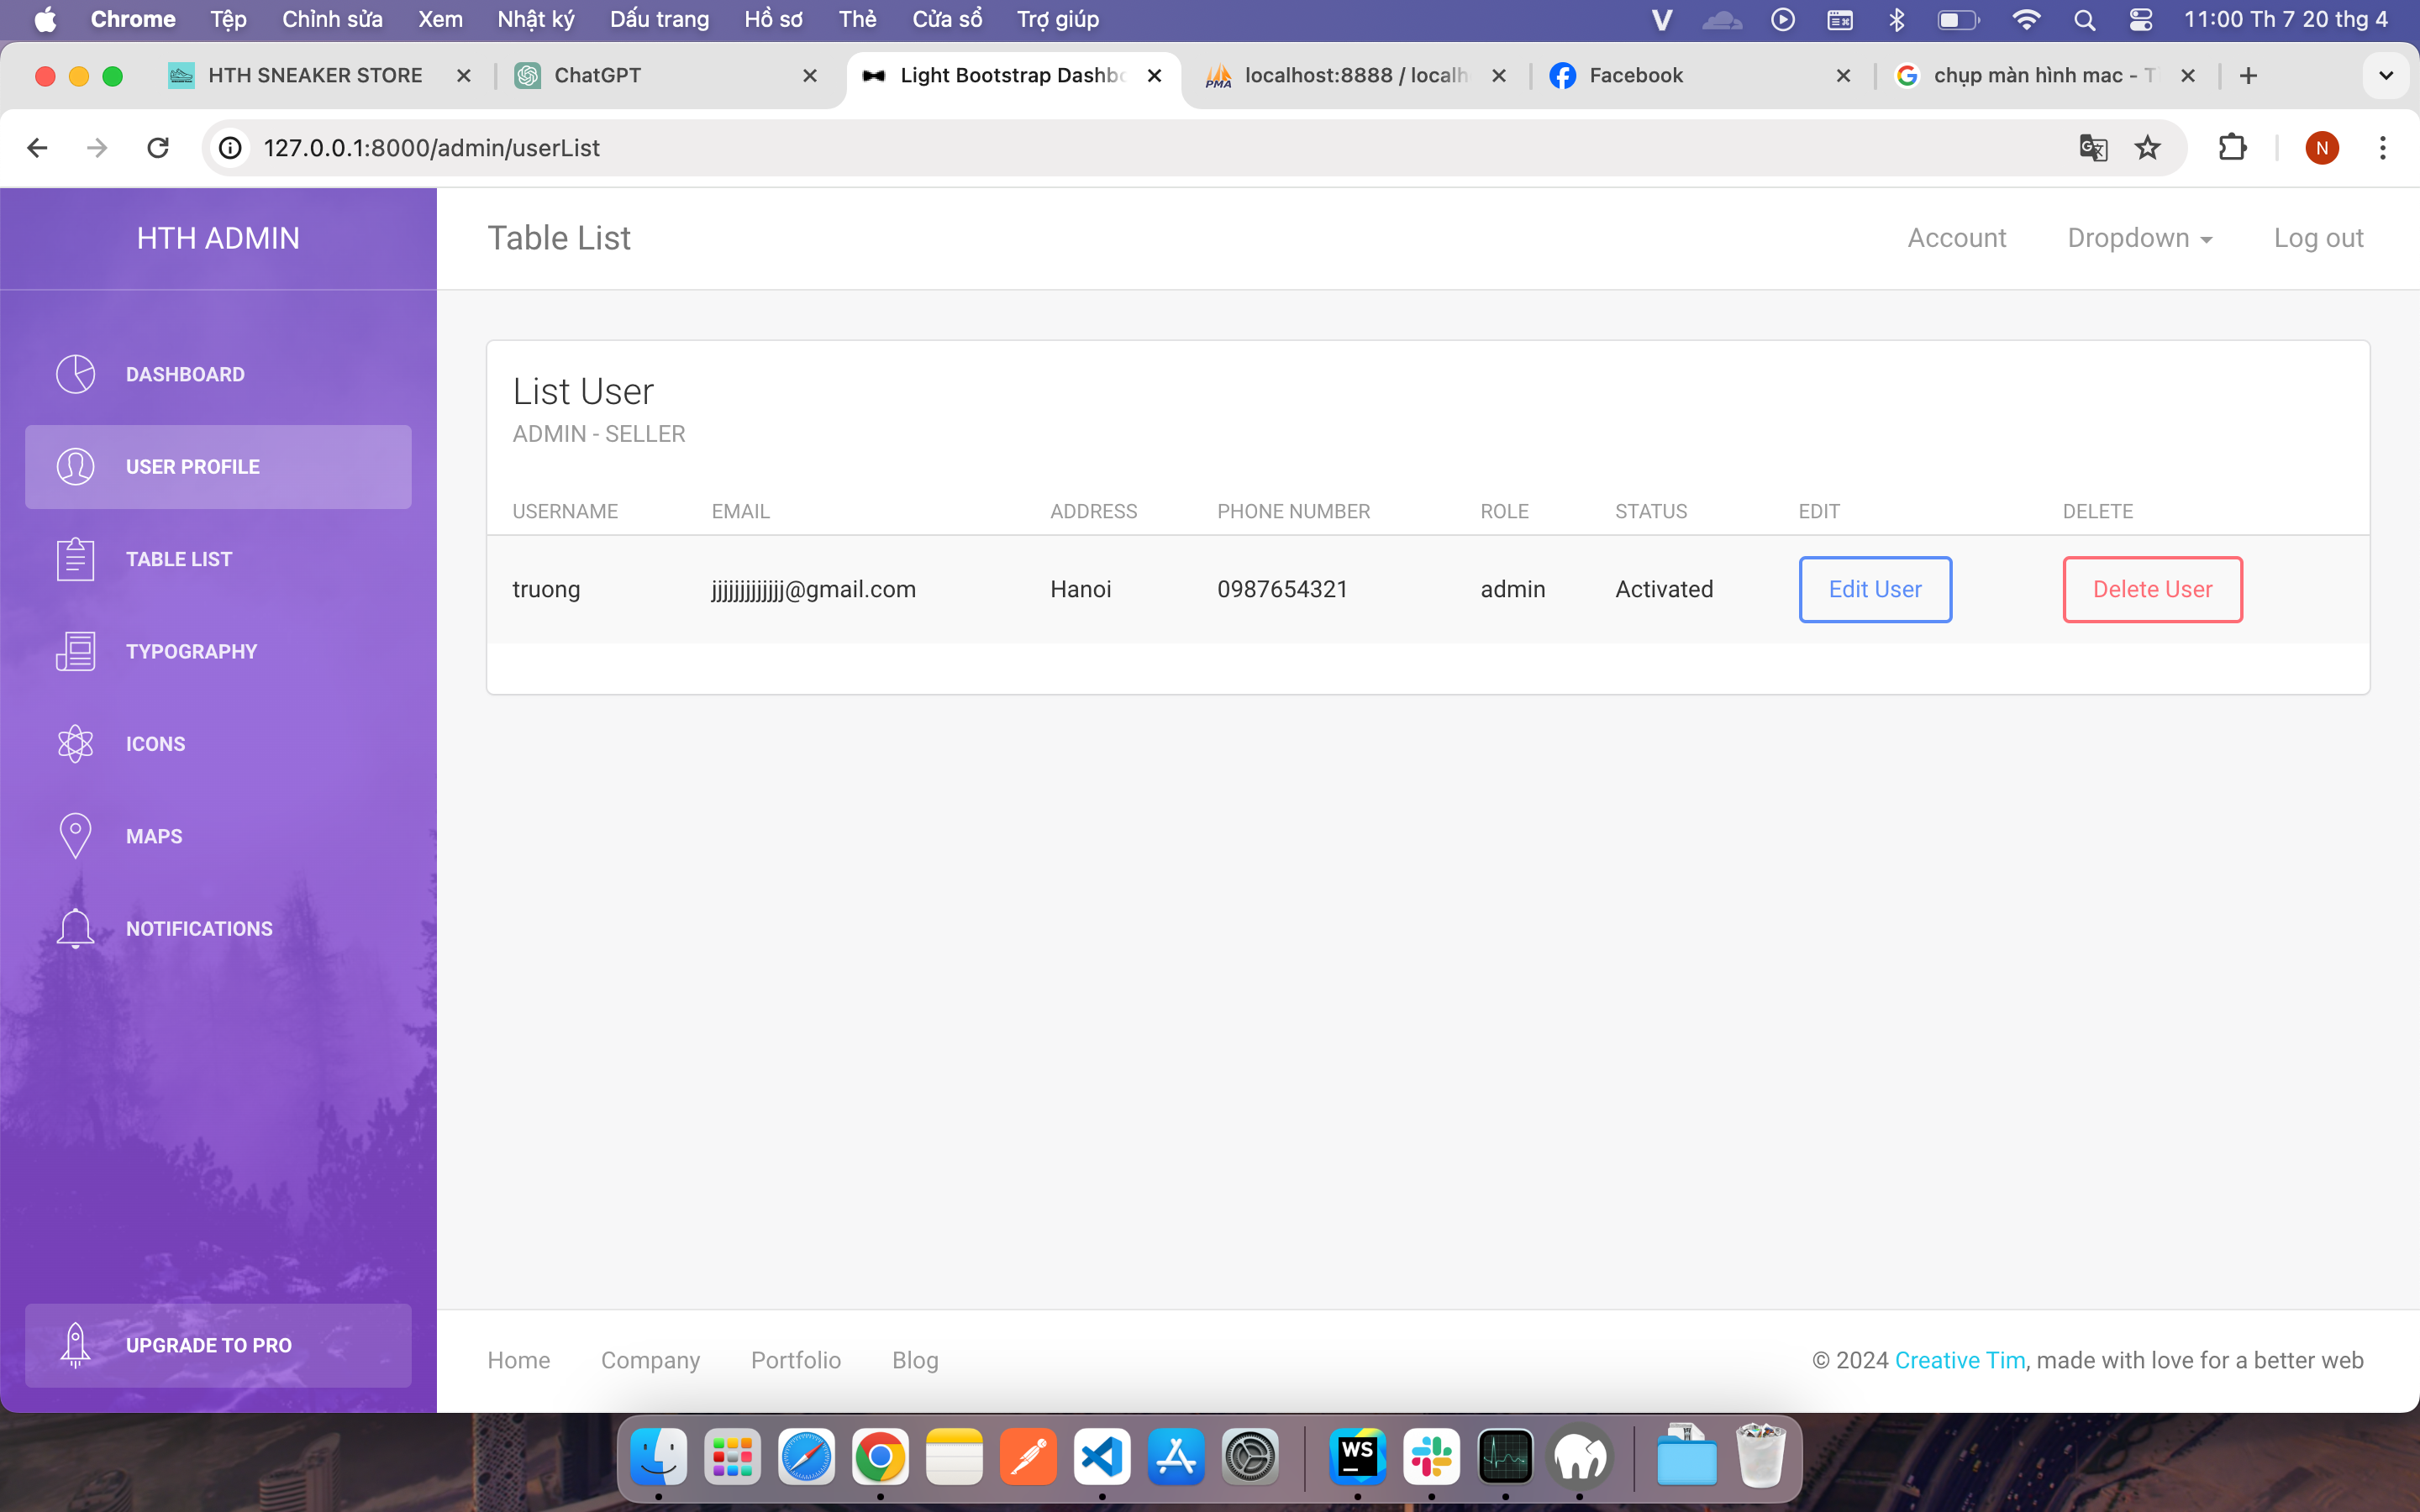 Chrome Tệp Chỉnh sửa Xem Nhật ký Dấu trang Hồ sơ Thẻ Cửa sổ Trợ giúp 11:00 Th 7 20 thg 4
HTH SNEAKER STORE ChatGPT Light Bootstrap Dashbo localhost:8888 / localh Facebook chụp màn hình mac - T
127.0.0.1:8000/admin/userList N
HTH ADMIN
Table List Account Dropdown Log out
DASHBOARD
USER PROFILE
TABLE LIST
TYPOGRAPHY
ICONS
MAPS
NOTIFICATIONS
UPGRADE TO PRO
List User
ADMIN - SELLER
USERNAME EMAIL ADDRESS PHONE NUMBER ROLE STATUS EDIT DELETE
truong jjjjjjjjjjjjj@gmail.com Hanoi 0987654321 admin Activated Edit User Delete User
Home Company Portfolio Blog © 2024 Creative Tim, made with love for a better web
WS